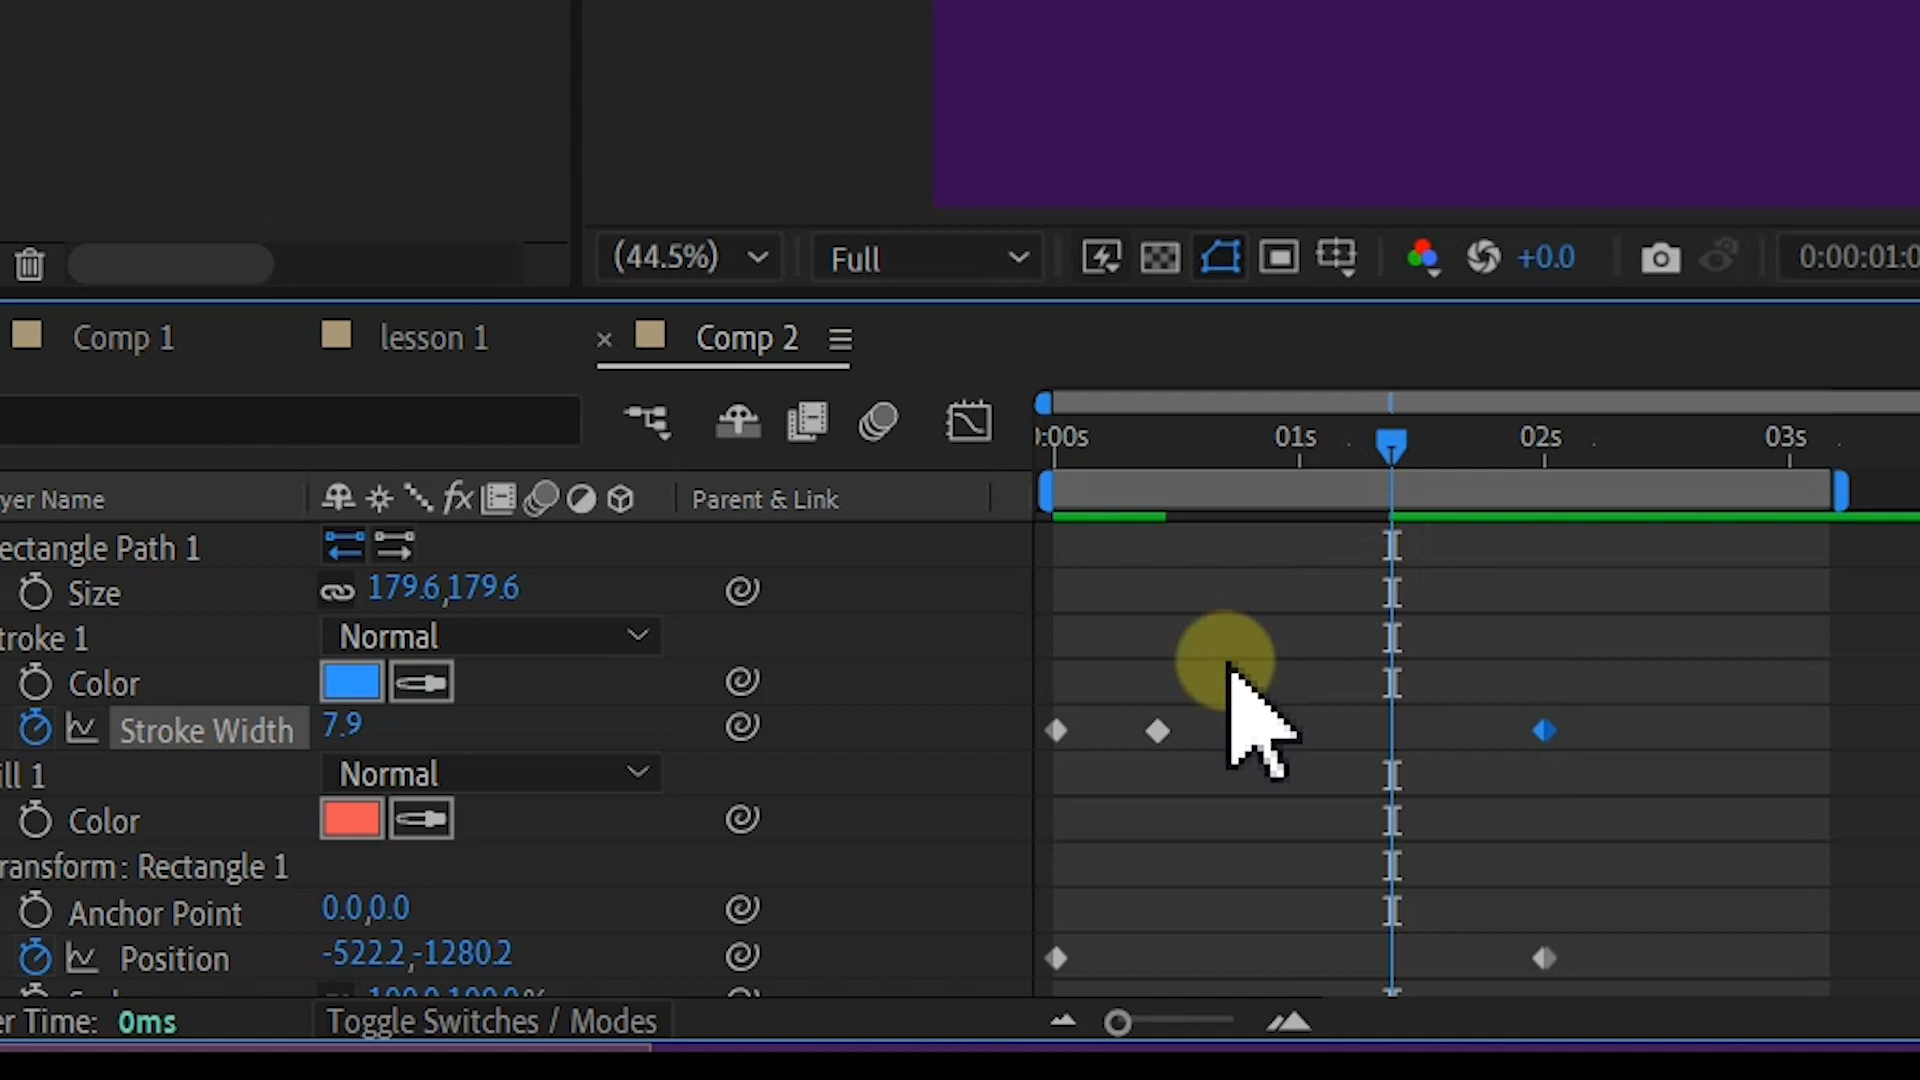 (44.5%) Full +0.0 0:00:01:0
Comp 1 lesson 1 × Comp 2
):00s 01s 02s 03s
yer Name fx Parent & Link
ectangle Path 1
Size 179.6,179.6
troke 1 Normal
Color
Stroke Width 7.9
ill 1 Normal
Color
ransform: Rectangle 1
Anchor Point 0.0,0.0
Position -522.2,-1280.2
er Time: 0ms Toggle Switches / Modes